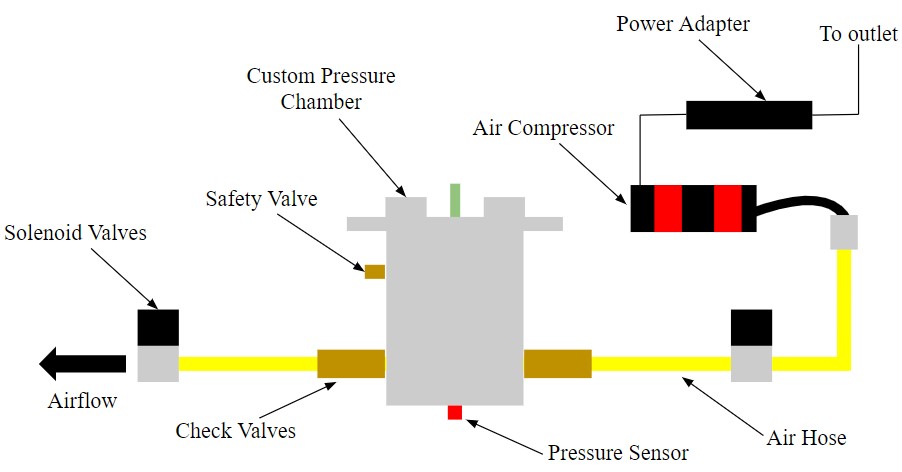 Power Adapter
To outlet
Custom Pressure
Chamber
Air Compressor
Safety Valve
Solenoid Valves
Airflow
Check Valves
Air Hose
Pressure Sensor